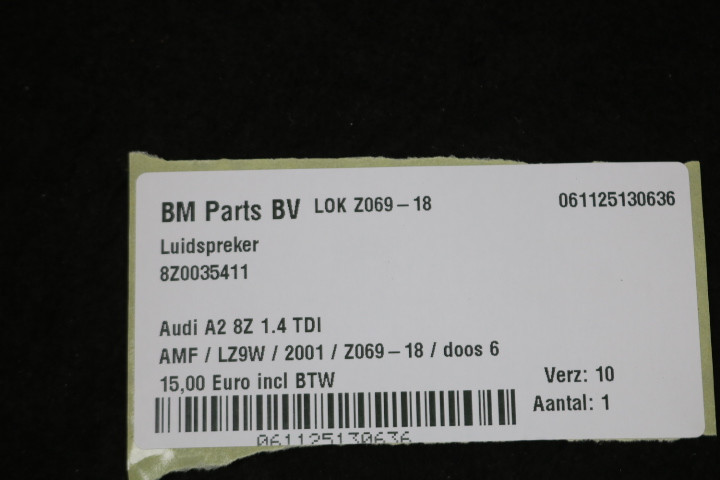 BM Parts BV LOK Z069-18 061125130636
Luidspreker
8Z0035411
Audi A2 8Z 1.4 TDI
AMF / LZ9W / 2001 / Z069-18 / doos 6
15,00 Euro incl BTW Verz: 10
Aantal: 1
061125130636